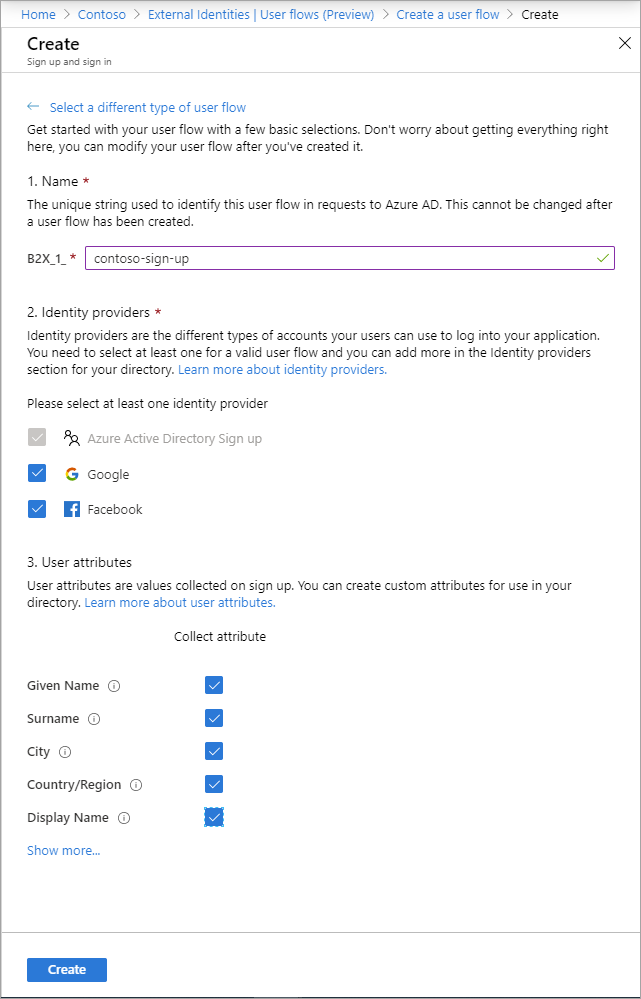 Home > Contoso > External Identities | User flows (Preview) > Create a user flow > Create
Create
Sign up and sign in
← Select a different type of user flow
Get started with your user flow with a few basic selections. Don't worry about getting everything right
here, you can modify your user flow after you've created it.
1. Name *
The unique string used to identify this user flow in requests to Azure AD. This cannot be changed after
a user flow has been created.
B2X_1_ * contoso-sign-up
2. Identity providers *
Identity providers are the different types of accounts your users can use to log into your application.
You need to select at least one for a valid user flow and you can add more in the Identity providers
section for your directory. Learn more about identity providers.
Please select at least one identity provider
Azure Active Directory Sign up
Google
Facebook
3. User attributes
User attributes are values collected on sign up. You can create custom attributes for use in your
directory. Learn more about user attributes.
Collect attribute
Given Name
Surname
City
Country/Region
Display Name
Show more...
Create